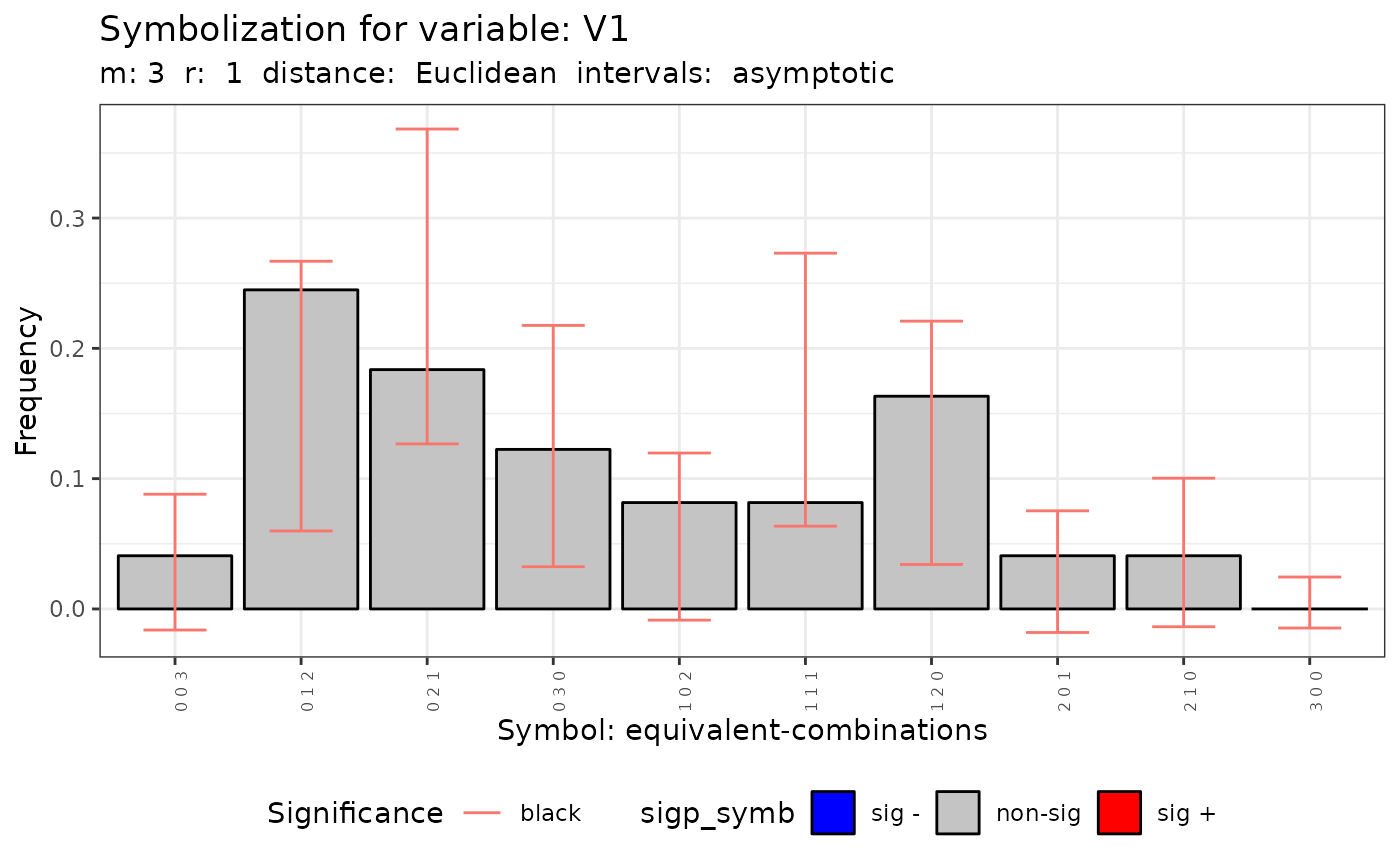 Symbolization for variable: V1
m: 3 r: 1 distance: Euclidean intervals: asymptotic
Frequency
0.3
0.2
0.1
0.0
0 0 3
0 1 2
0 2 1
0 3 0
1 0 2
1 1 1
1 2 0
2 0 1
2 1 0
3 0 0
Symbol: equivalent-combinations
Significance black sigp_symb sig - non-sig sig +